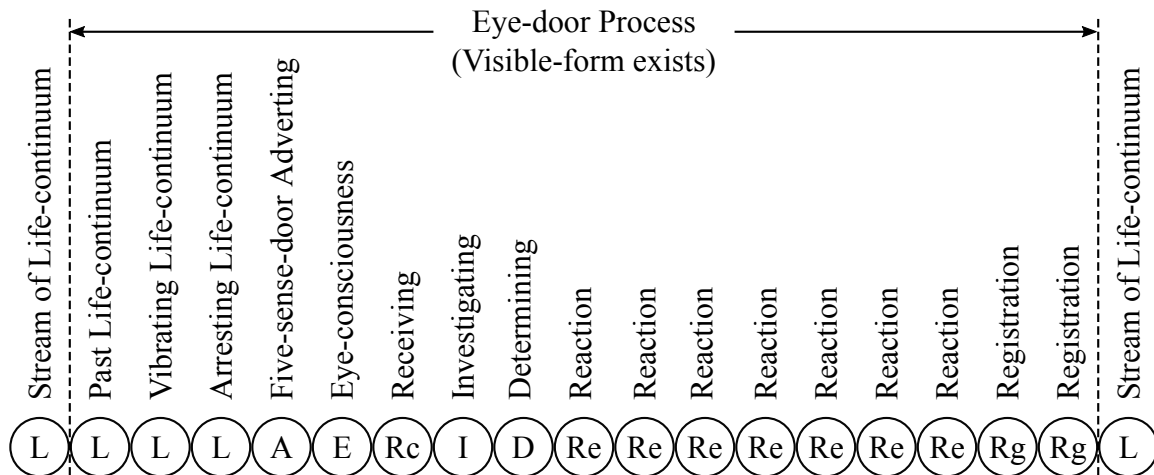 Eye-door Process
(Visible-form exists)
Stream of Life-continuum
Past Life-continuum
Vibrating Life-continuum
Arresting Life-continuum
Five-sense-door Adverting
Eye-consciousness
Receiving
Investigating
Determining
Reaction
Reaction
Reaction
Reaction
Reaction
Reaction
Reaction
Registration
Registration
Stream of Life-continuum
L L L L A E Rc I D Re Re Re Re Re Re Re Rg Rg L